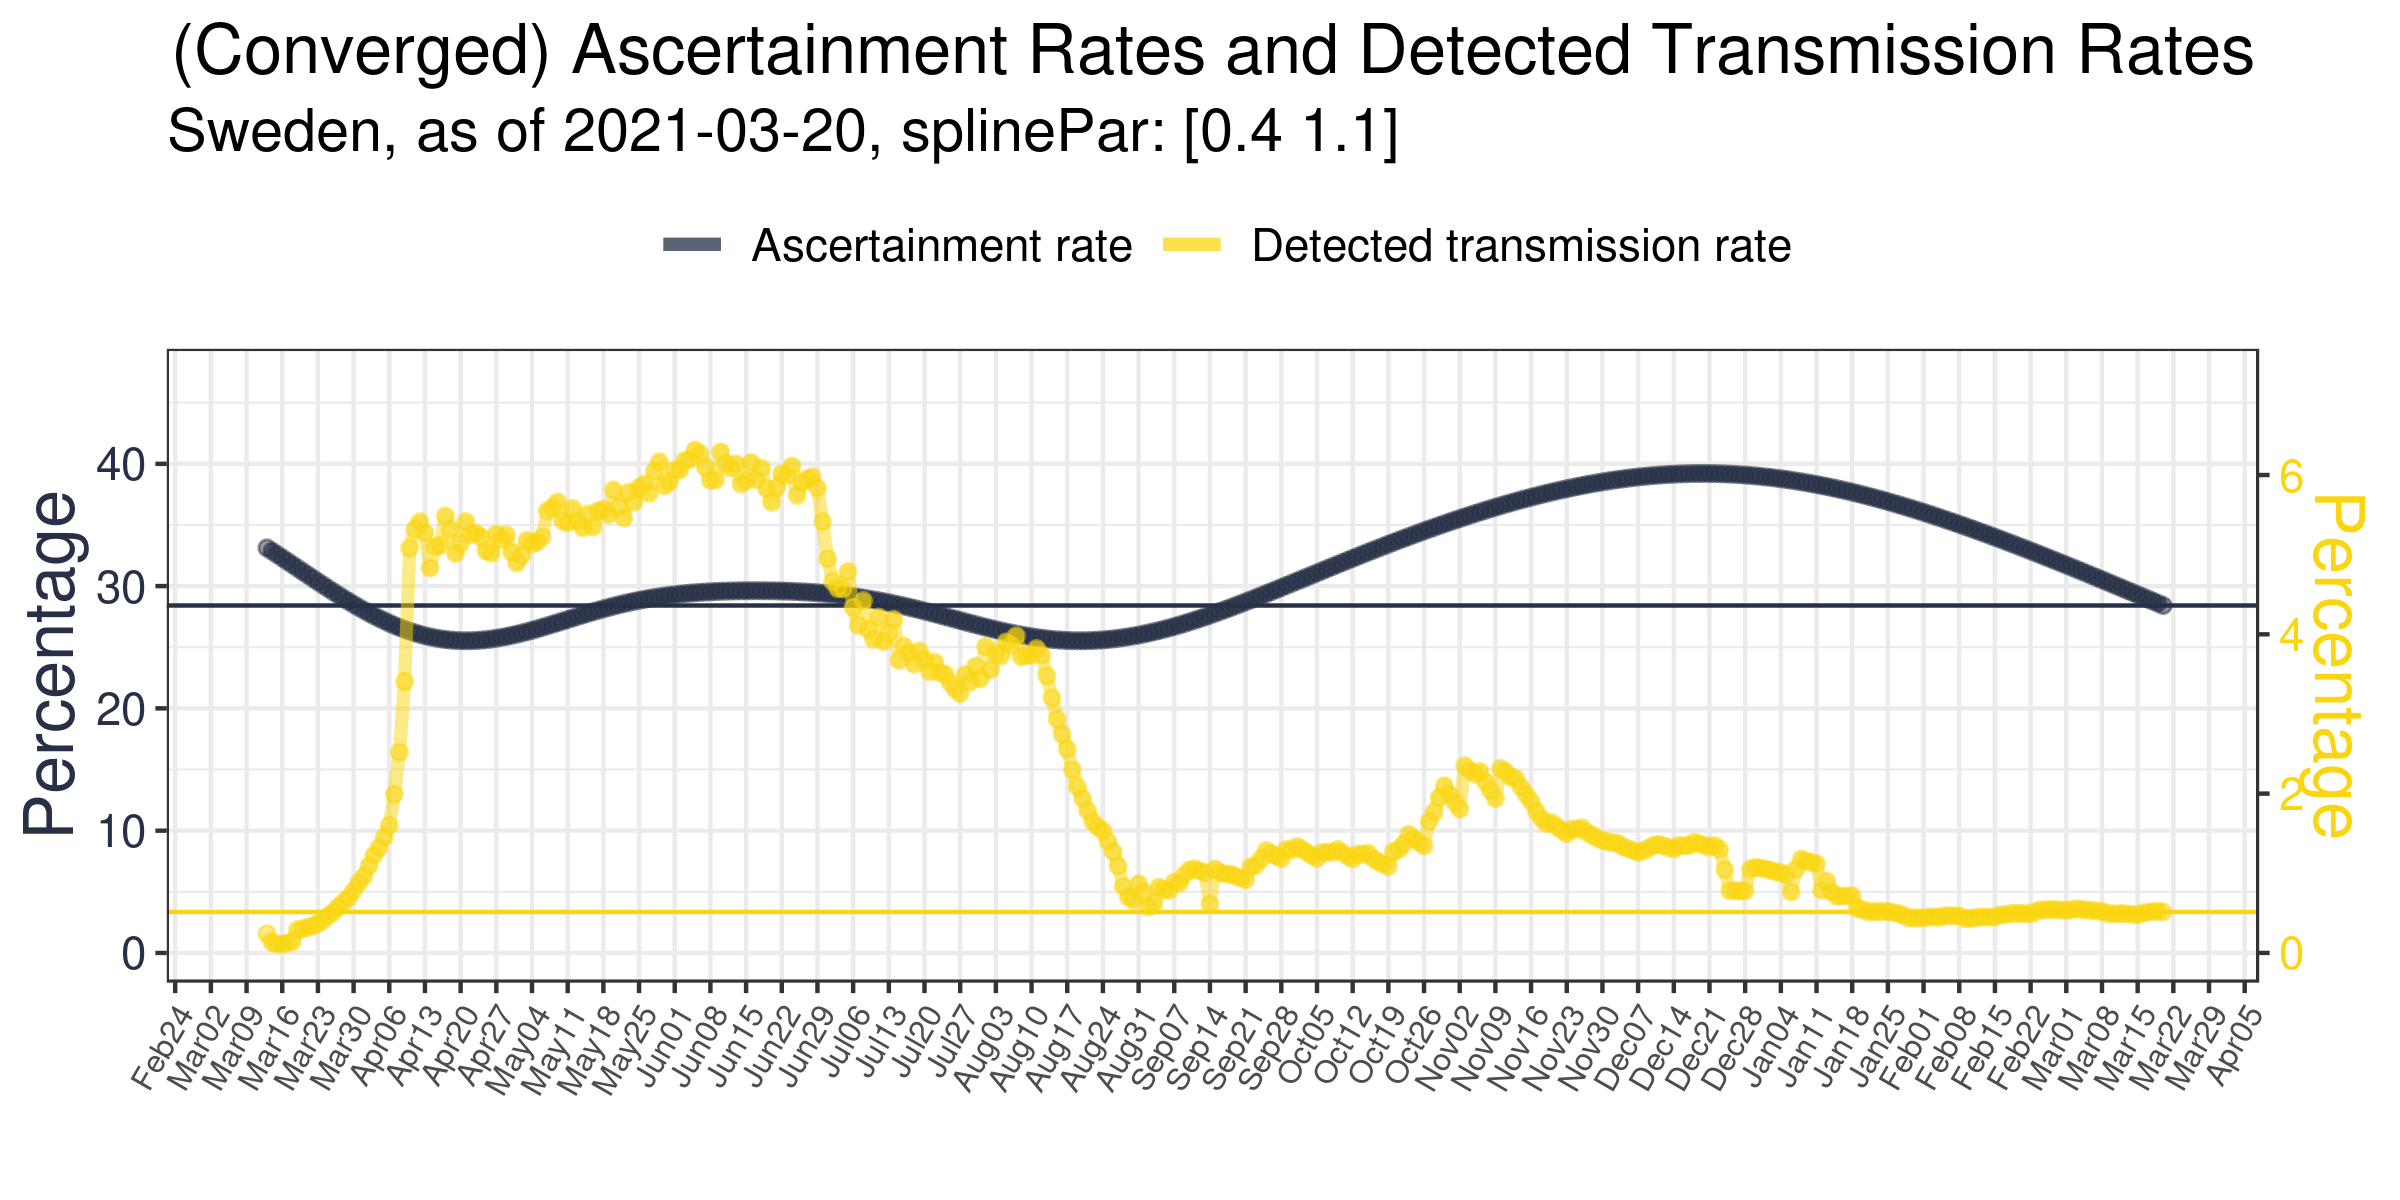 (Converged) Ascertainment Rates and Detected Transmission Rates
Sweden, as of 2021-03-20, splinePar: [0.4 1.1]
Ascertainment rate Detected transmission rate
Percentage
40
30
20
10
0
6
4
2
0
Percentage
Feb24 Mar02 Mar09 Mar16 Mar23 Mar30 Apr06 Apr13 Apr20 Apr27 May04 May11 May18 May25 Jun01 Jun08 Jun15 Jun22 Jun29 Jul06 Jul13 Jul20 Jul27 Aug03 Aug10 Aug17 Aug24 Aug31 Sep07 Sep14 Sep21 Sep28 Oct05 Oct12 Oct19 Oct26 Nov02 Nov09 Nov16 Nov23 Nov30 Dec07 Dec14 Dec21 Dec28 Jan04 Jan11 Jan18 Jan25 Feb01 Feb08 Feb15 Feb22 Mar01 Mar08 Mar15 Mar22 Mar29 Apr05